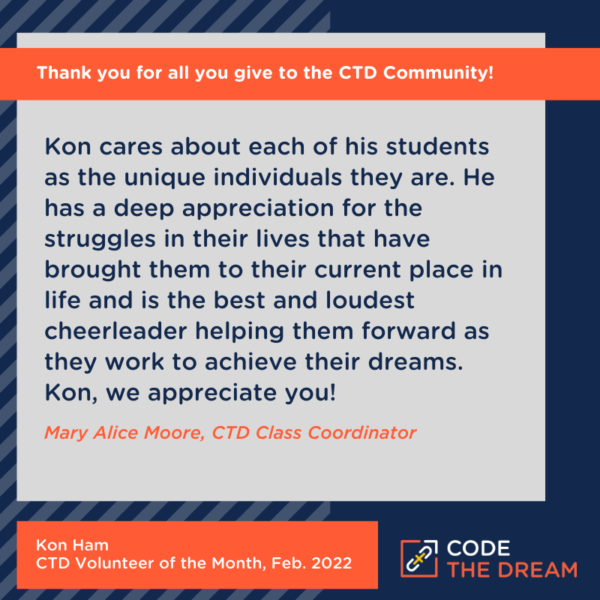 Thank you for all you give to the CTD Community!
Kon cares about each of his students
as the unique individuals they are. He
has a deep appreciation for the
struggles in their lives that have
brought them to their current place in
life and is the best and loudest
cheerleader helping them forward as
they work to achieve their dreams.
Kon, we appreciate you!
Mary Alice Moore, CTD Class Coordinator
Kon Ham
CTD Volunteer of the Month, Feb. 2022
CODE
THE DREAM